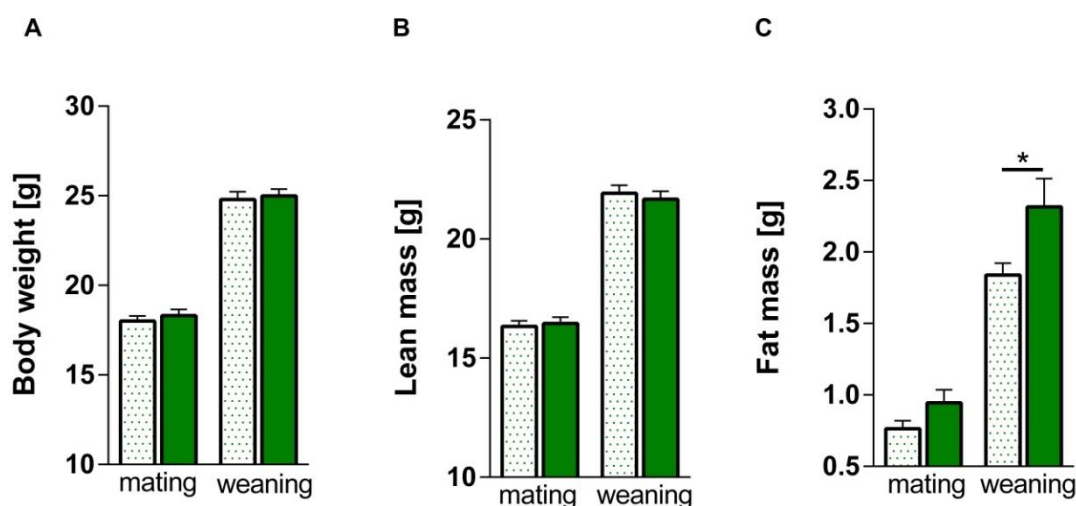 A
Body weight [g]
30
25
20
15
10
mating weaning
B
Lean mass [g]
25
20
15
10
mating weaning
C
Fat mass [g]
3.0
2.5
2.0
1.5
1.0
0.5
*
mating weaning